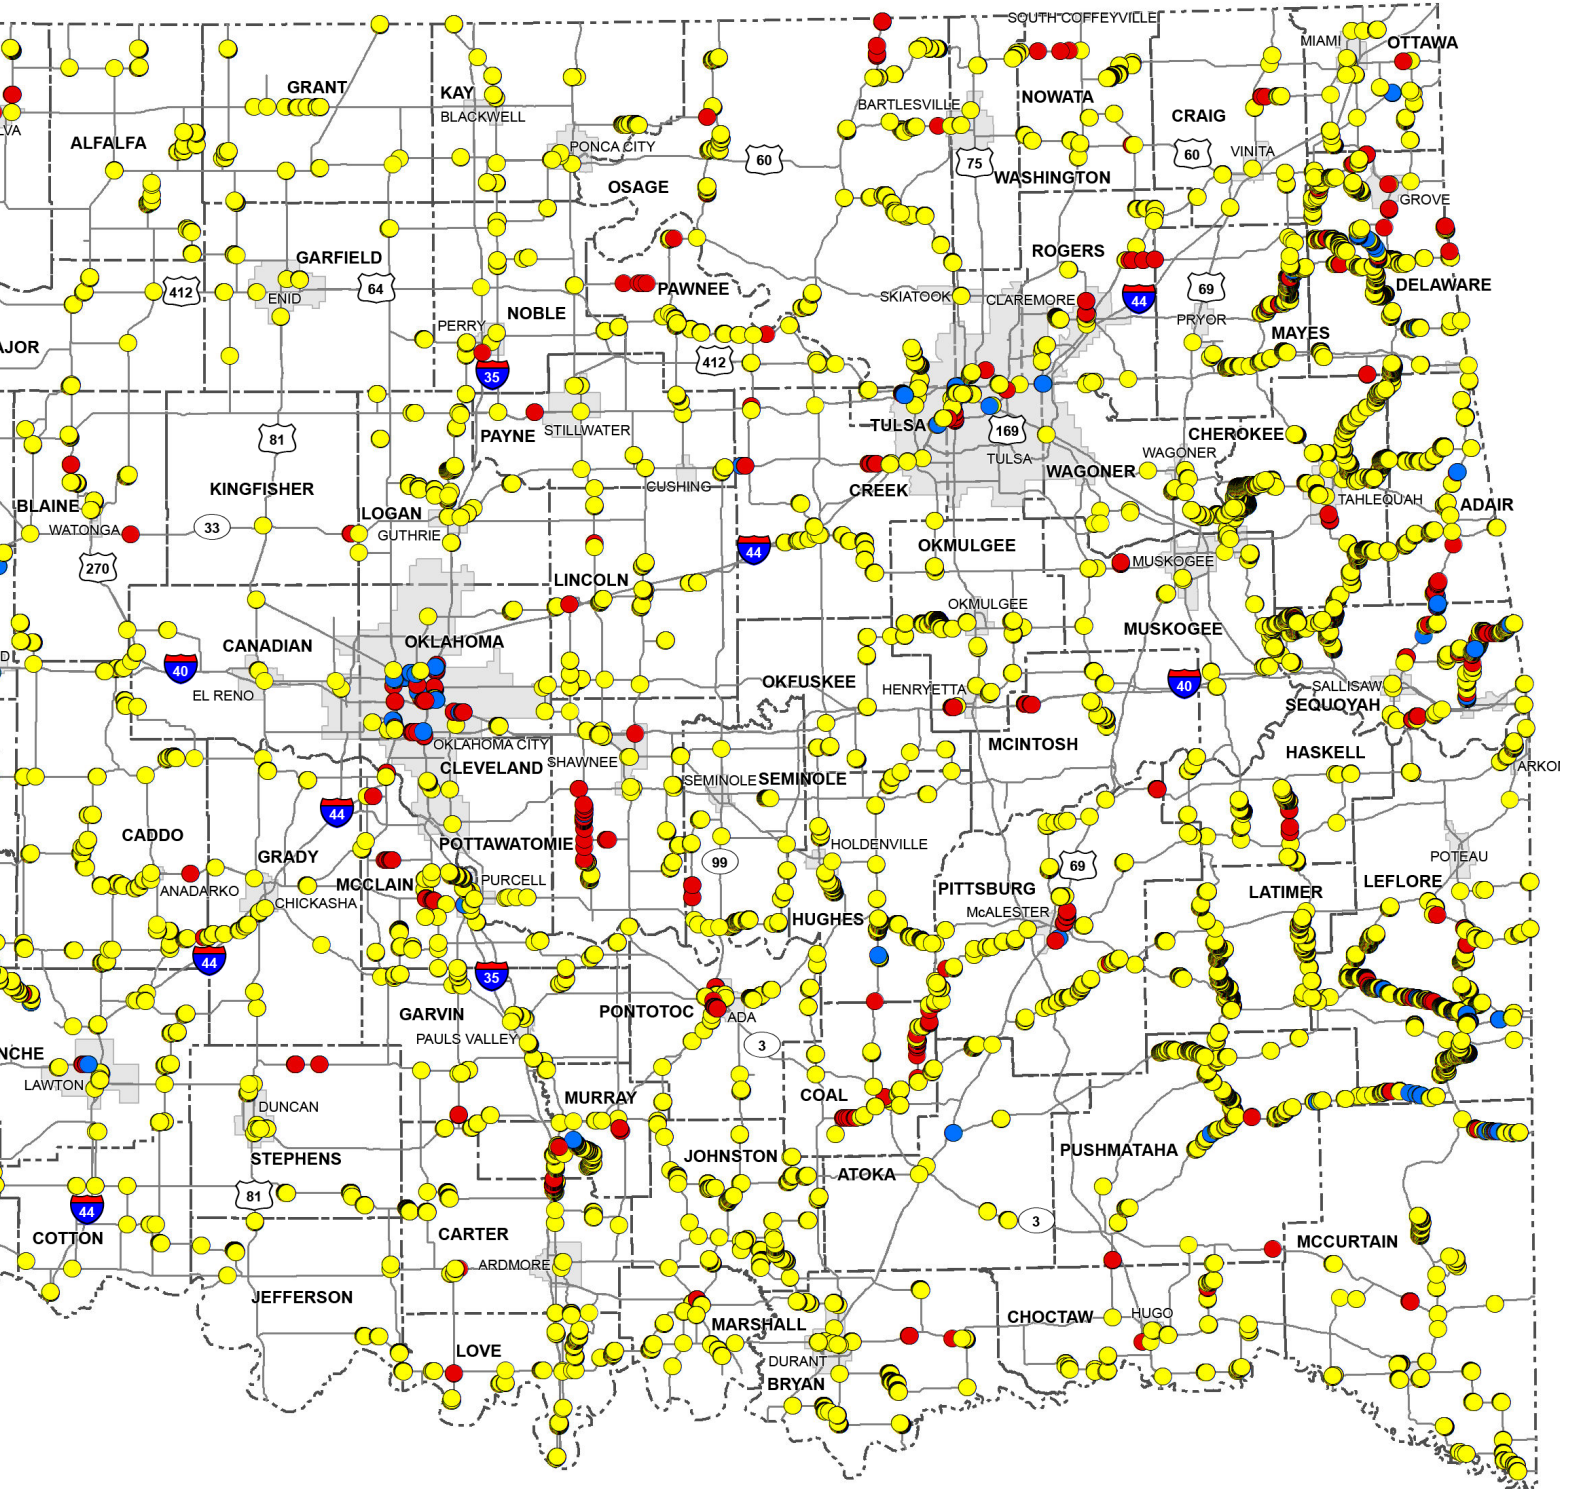 SOUTH COFFEYVILLE
MIAMI
OTTAWA
GRANT
KAY
BLACKWELL
BARTLESVILLE
NOWATA
CRAIG
LVA
ALFALFA
PONCA CITY
60
75
60
VINITA
WASHINGTON
OSAGE
GROVE
ROGERS
GARFIELD
412
ENID
64
PAWNEE
SKIATOOK
CLAREMORE
44
69
DELAWARE
NOBLE
PERRY
PRYOR
MAYES
AJOR
412
35
TULSA
169
TULSA
CHEROKEE
81
PAYNE
STILLWATER
WAGONER
WAGONER
KINGFISHER
CUSHING
CREEK
TAHLEQUAH
BLAINE
WATONGA
33
LOGAN
GUTHRIE
ADAIR
270
44
OKMULGEE
MUSKOGEE
LINCOLN
OKMULGEE
MUSKOGEE
CANADIAN
OKLAHOMA
D
40
EL RENO
OKFUSKEE
HENRYETTA
40
SALLISAW
SEQUOYAH
OKLAHOMA CITY
MCINTOSH
HASKELL
CLEVELAND
SHAWNEE
SEMINOLE
SEMINOLE
ARKOI
44
CADDO
GRADY
POTTAWATOMIE
99
HOLDENVILLE
69
POTEAU
ANADARKO
CHICKASHA
MCCLAIN
PURCELL
PITTSBURG
LATIMER
LEFLORE
McALESTER
HUGHES
44
35
GARVIN
PAULS VALLEY
PONTOTOC
ADA
3
NCHE
LAWTON
DUNCAN
MURRAY
COAL
STEPHENS
JOHNSTON
ATOKA
PUSHMATAHA
81
44
3
COTTON
CARTER
ARDMORE
MCCURTAIN
JEFFERSON
MARSHALL
CHOCTAW
HUGO
LOVE
DURANT
BRYAN